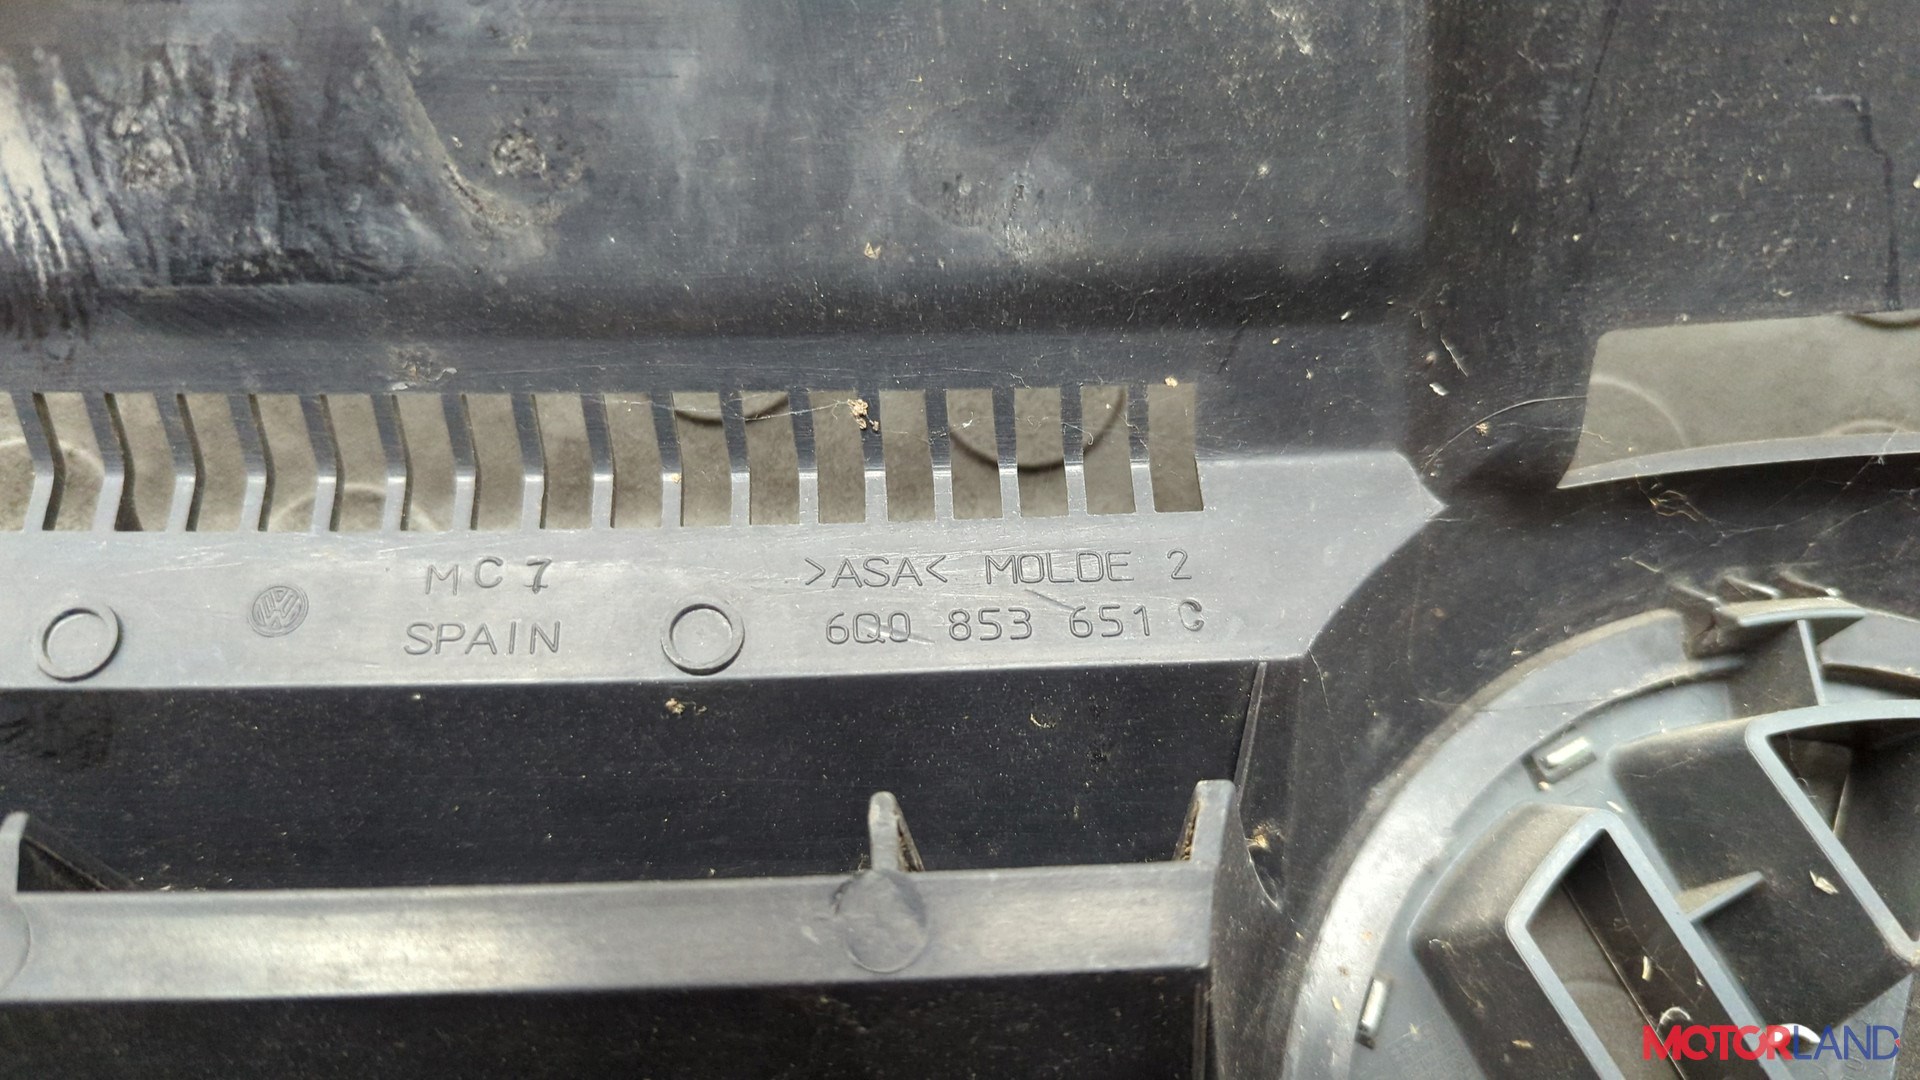 MC7
SPAIN
>ASA< MOLDE 2
6Q0 853 651 C
MOTORLAND